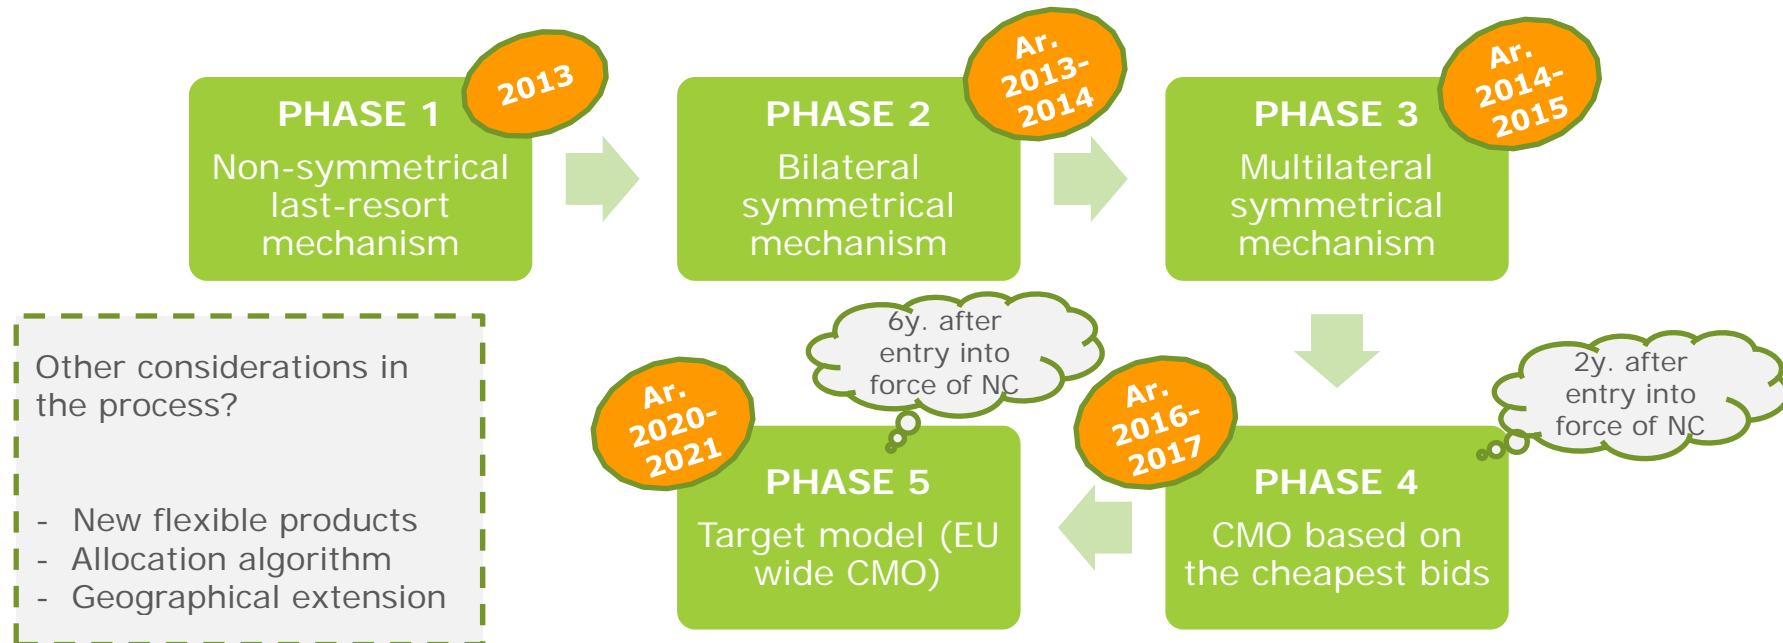 PHASE 1
Non-symmetrical
last-resort
mechanism
2013
PHASE 2
Bilateral
symmetrical
mechanism
Ar.
2013-
2014
PHASE 3
Multilateral
symmetrical
mechanism
Ar.
2014-
2015
PHASE 4
CMO based on
the cheapest bids
Ar.
2016-
2017
2y. after
entry into
force of NC
PHASE 5
Target model (EU
wide CMO)
Ar.
2020-
2021
6y. after
entry into
force of NC
Other considerations in
the process?
- New flexible products
- Allocation algorithm
- Geographical extension